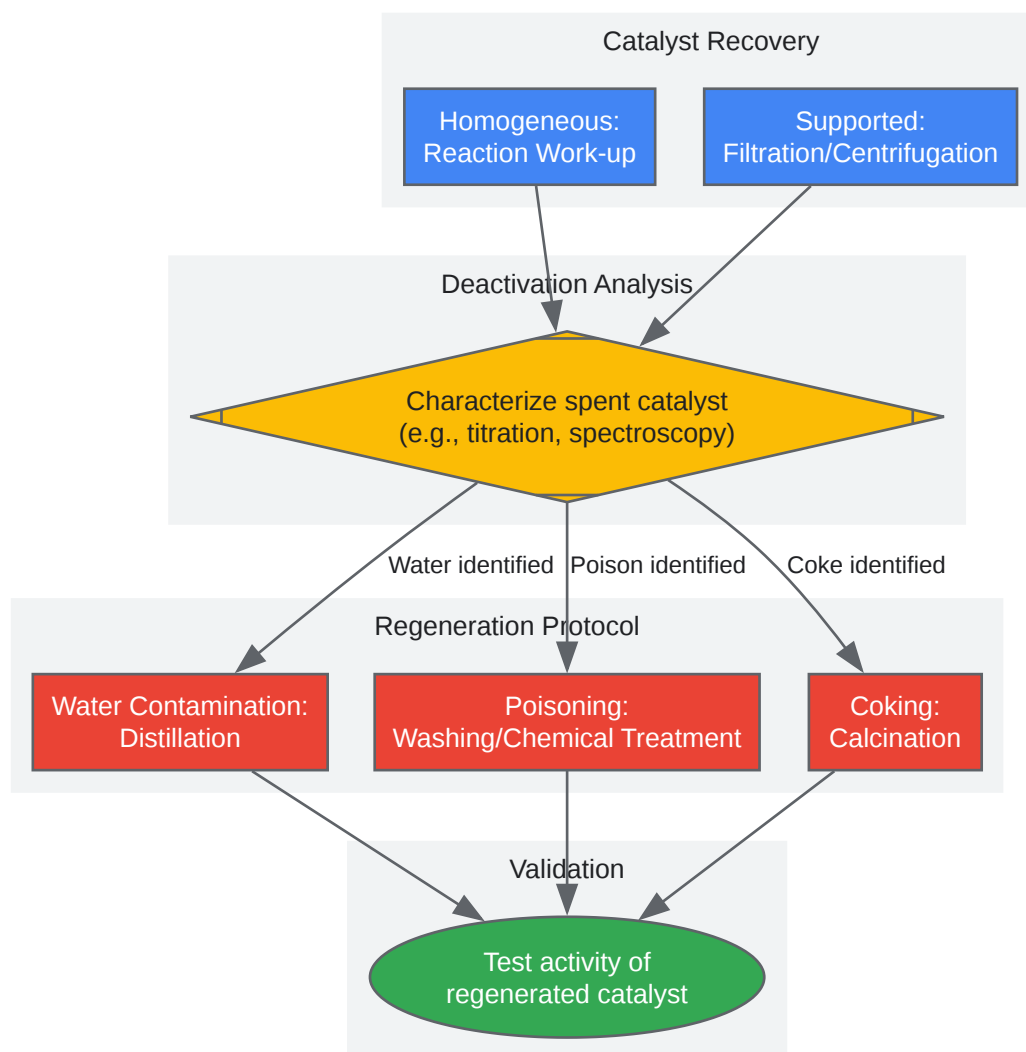 Catalyst Recovery
Homogeneous:
Reaction Work-up
Supported:
Filtration/Centrifugation
Deactivation Analysis
Characterize spent catalyst
(e.g., titration, spectroscopy)
Water identified
Poison identified
Coke identified
Regeneration Protocol
Water Contamination:
Distillation
Poisoning:
Washing/Chemical Treatment
Coking:
Calcination
Validation
Test activity of
regenerated catalyst